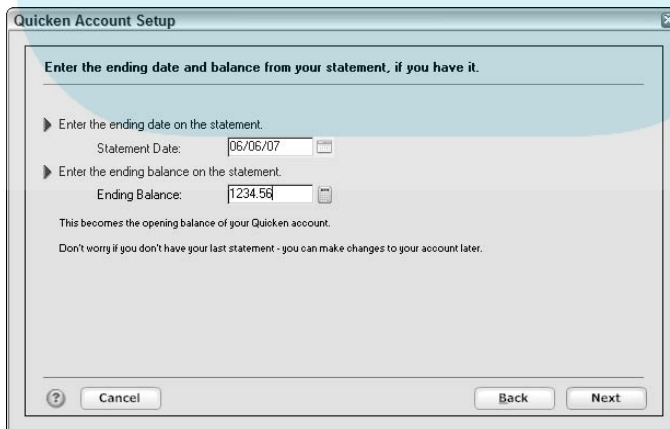 Quicken Account Setup
Enter the ending date and balance from your statement, if you have it.
Enter the ending date on the statement.
Statement Date: 06/06/07
Enter the ending balance on the statement.
Ending Balance: 1234.56
This becomes the opening balance of your Quicken account.
Don't worry if you don't have your last statement - you can make changes to your account later.
? Cancel Back Next